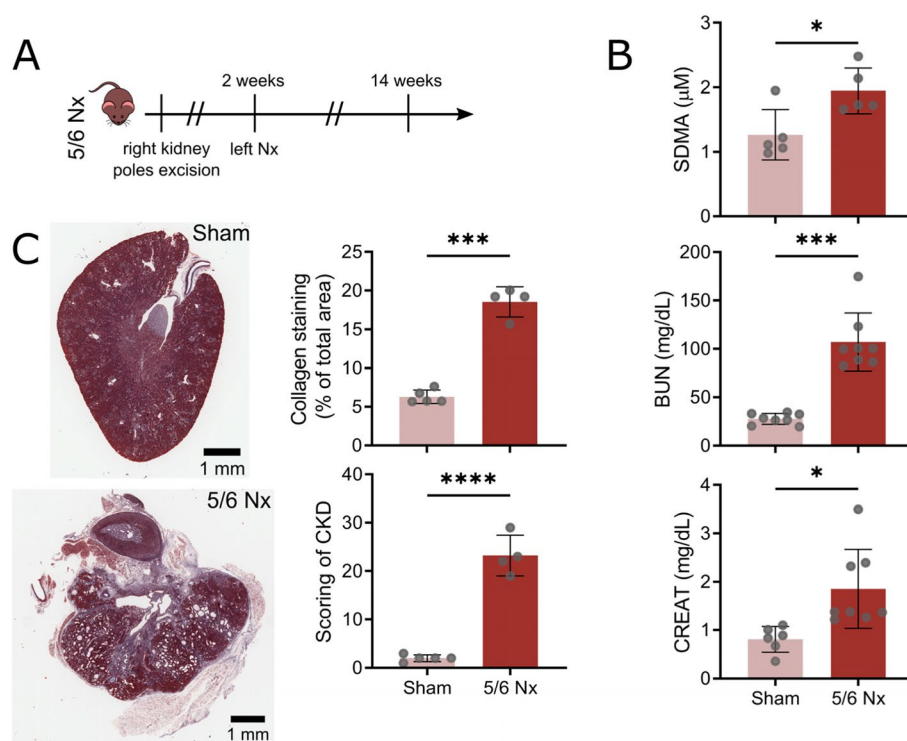 A
5/6 Nx
2 weeks
14 weeks
right kidney
poles excision
left Nx
B
SDMA (μM)
3
2
1
0
*
BUN (mg/dL)
200
150
100
50
0
***
CREAT (mg/dL)
4
3
2
1
0
*
Sham
5/6 Nx
C
Sham
1 mm
5/6 Nx
1 mm
Collagen staining
(% of total area)
25
20
15
10
5
0
***
Scoring of CKD
40
20
0
****
Sham
5/6 Nx